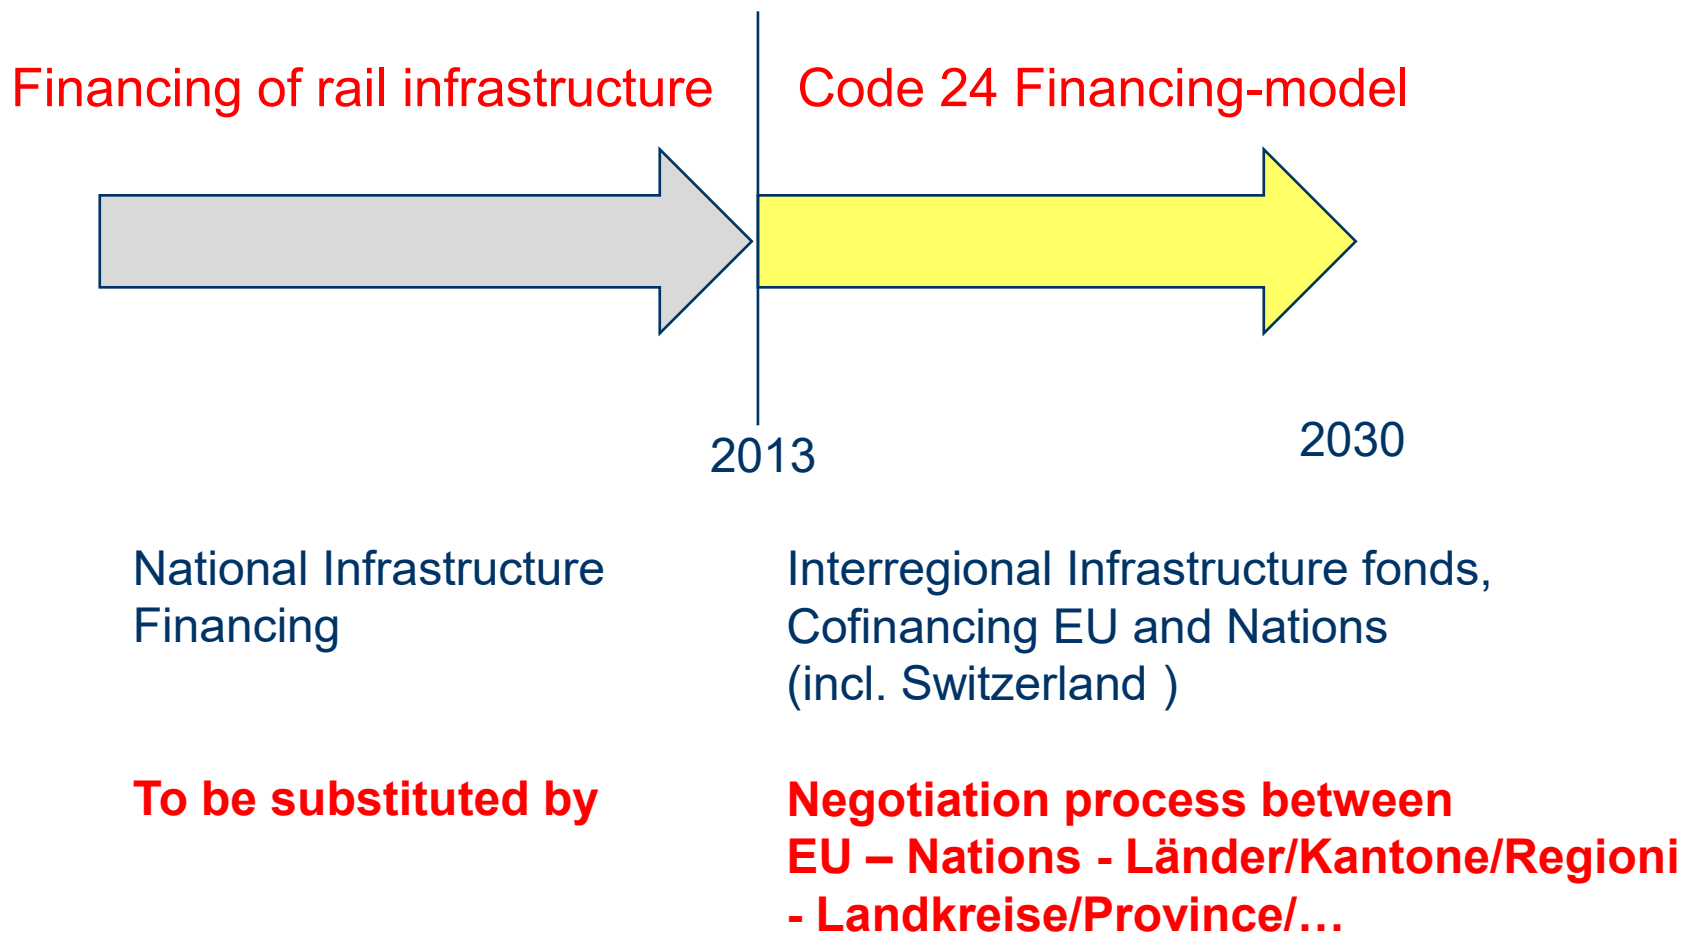 Financing of rail infrastructure
Code 24 Financing-model
2013
2030
National Infrastructure
Financing
Interregional Infrastructure fonds,
Cofinancing EU and Nations
(incl. Switzerland )
To be substituted by
Negotiation process between
EU – Nations - Länder/Kantone/Regioni
- Landkreise/Province/…